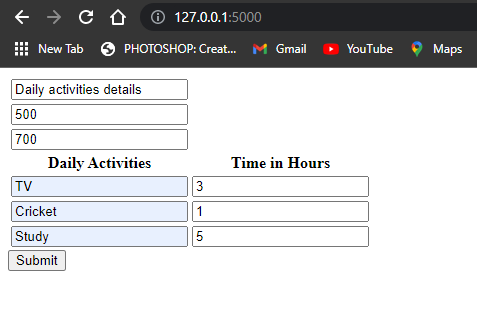 127.0.0.1:5000
New Tab PHOTOSHOP: Creat... Gmail YouTube Maps
Daily activities details
500
700
Daily Activities Time in Hours
TV 3
Cricket 1
Study 5
Submit